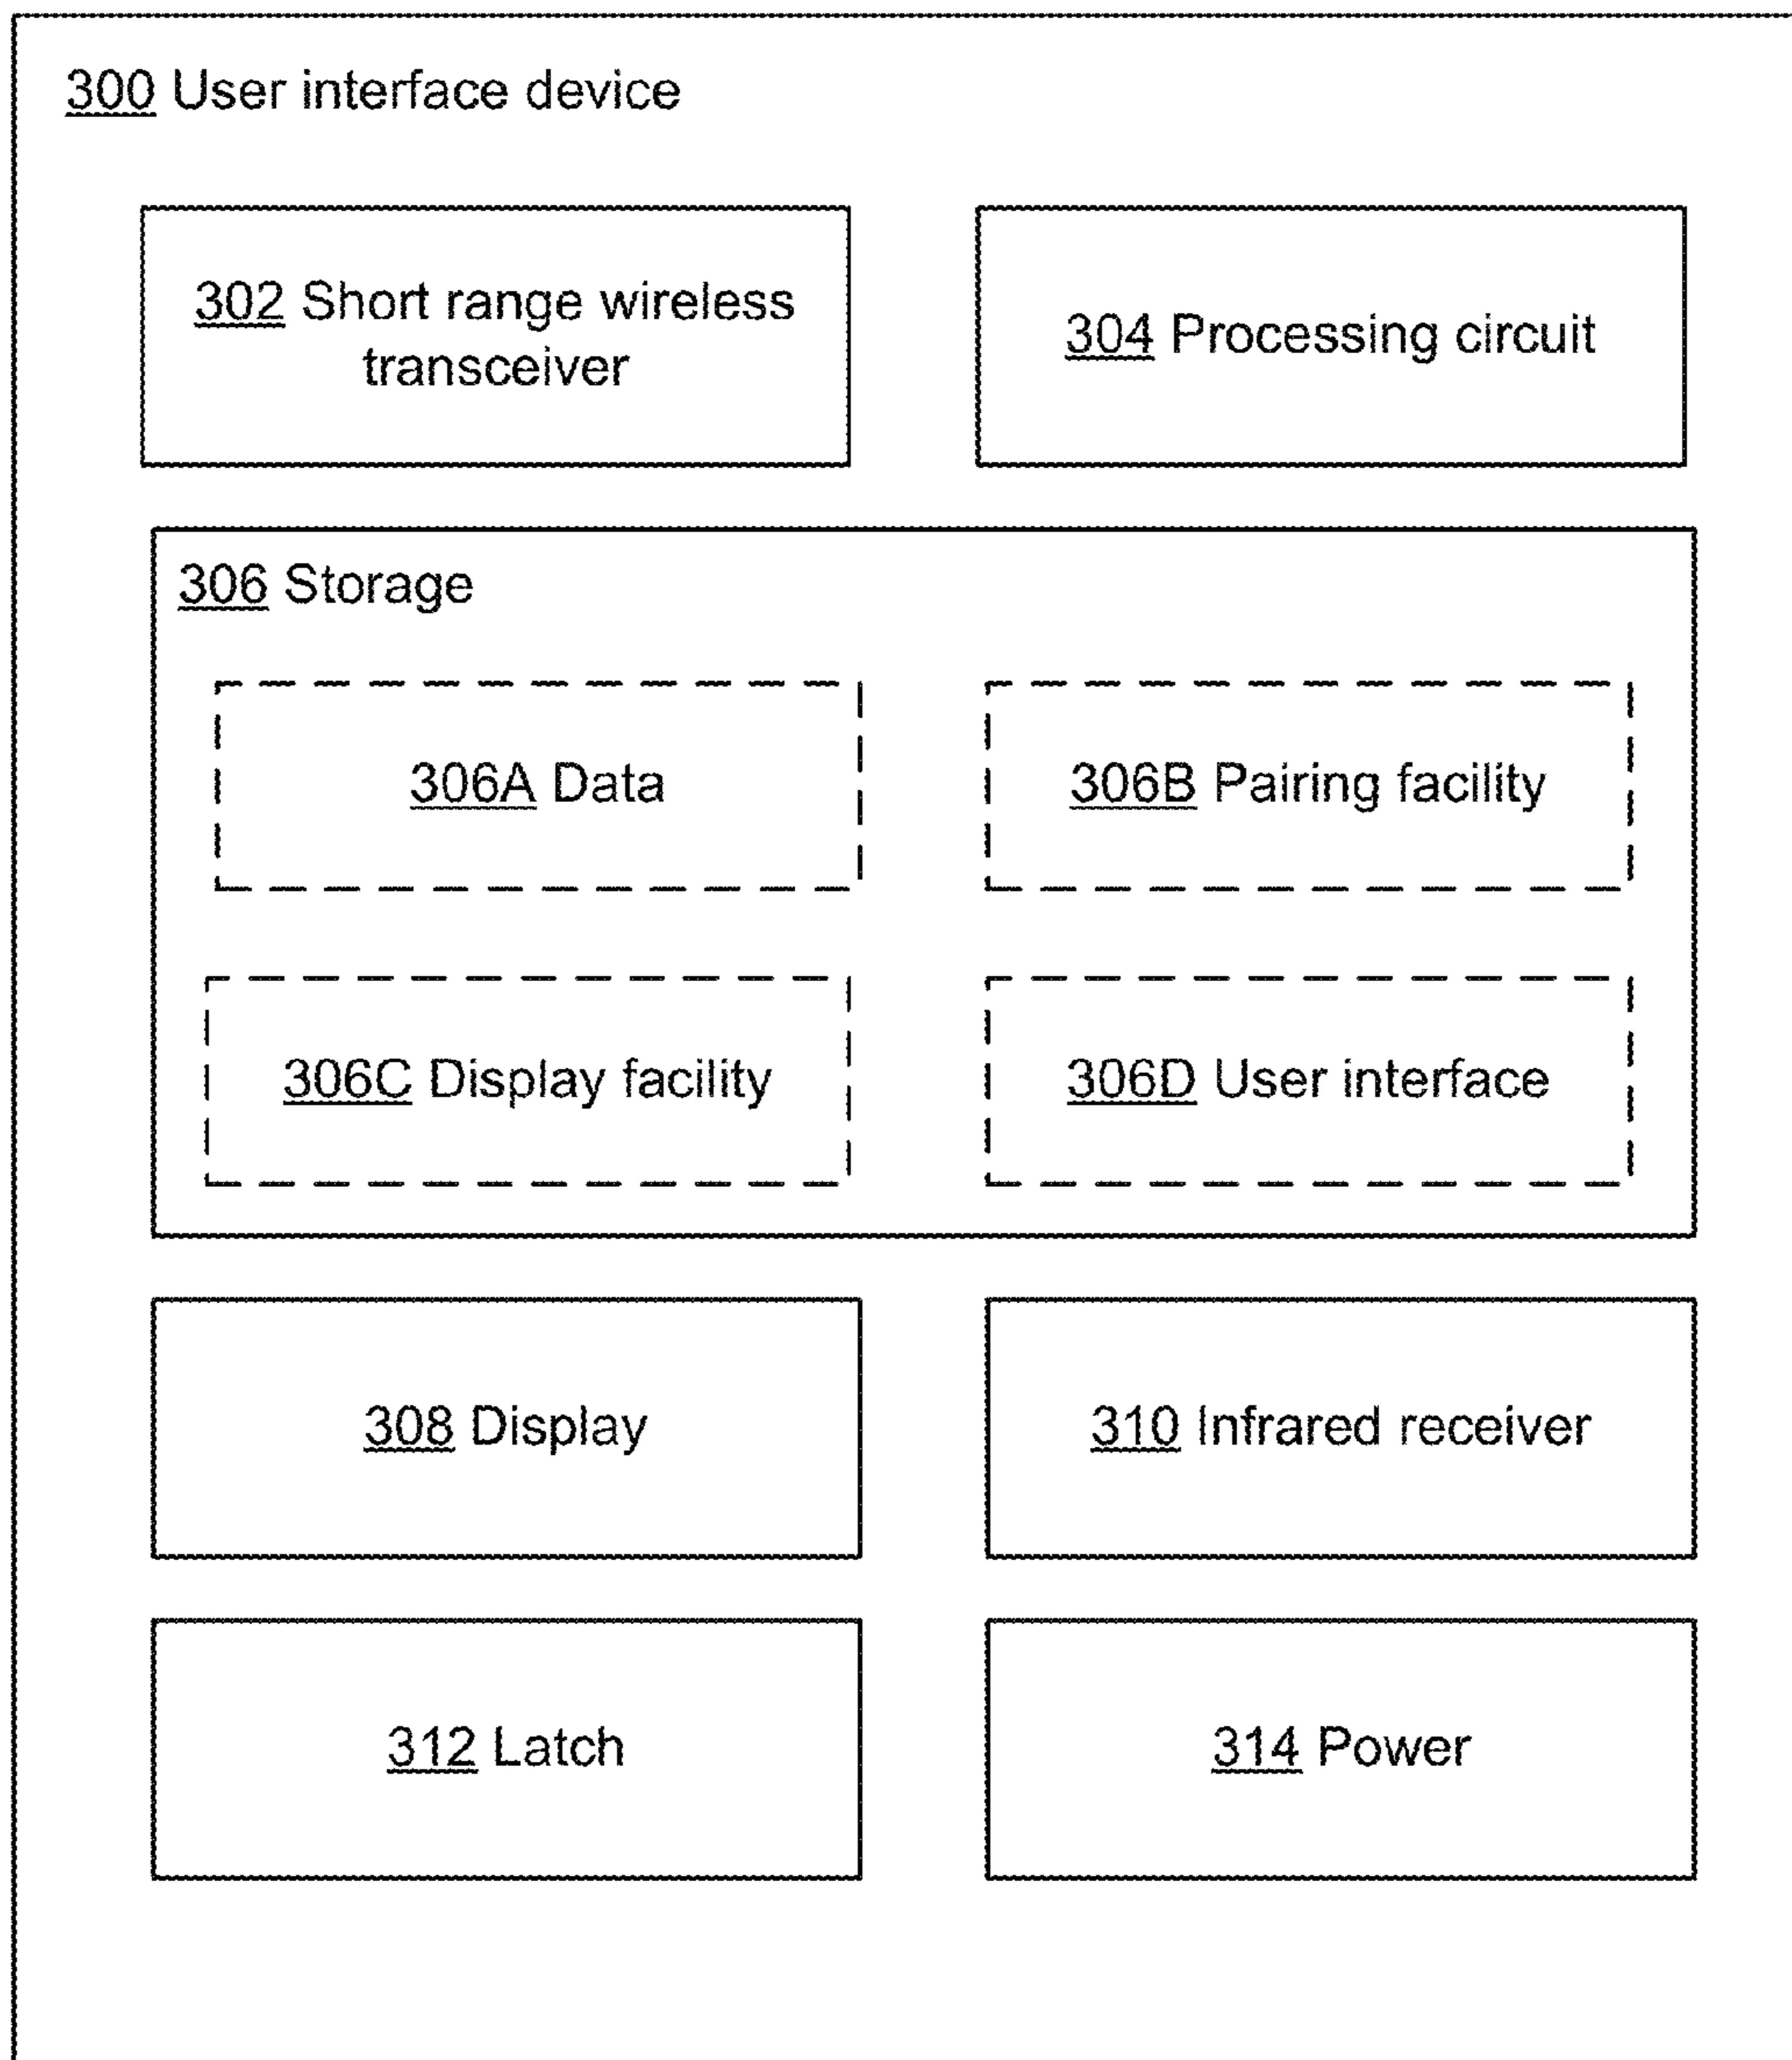 300 User interface device
302 Short range wireless
transceiver
304 Processing circuit
306 Storage
306A Data
306B Pairing facility
306C Display facility
306D User interface
308 Display
310 Infrared receiver
312 Latch
314 Power